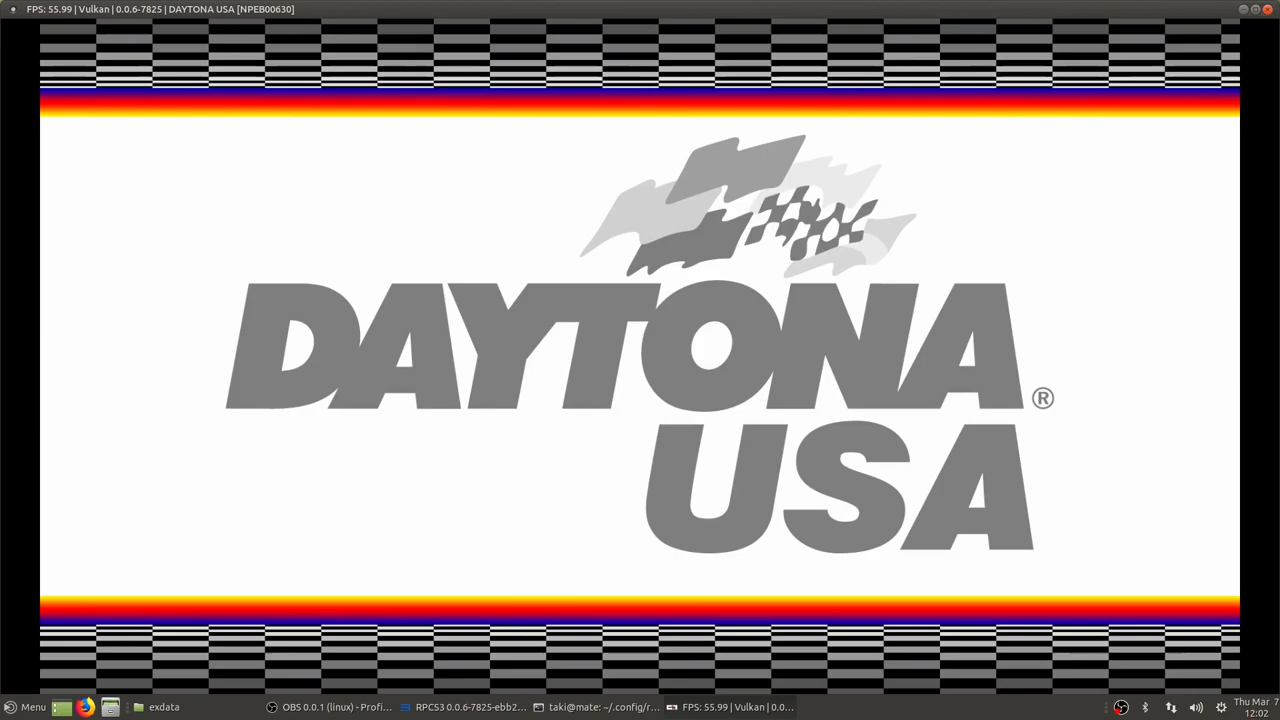 FPS: 55.99 | Vulkan | 0.0.6-7825 | DAYTONA USA [NPEB00630]
DAYTONA
®
USA
Menu
exdata
OBS 0.0.1 (linux) - Profi...
RPCS3 0.0.6-7825-ebb2...
taki@mate: ~/.config/r...
FPS: 55.99 | Vulkan | 0.0...
Thu Mar 7
12:02